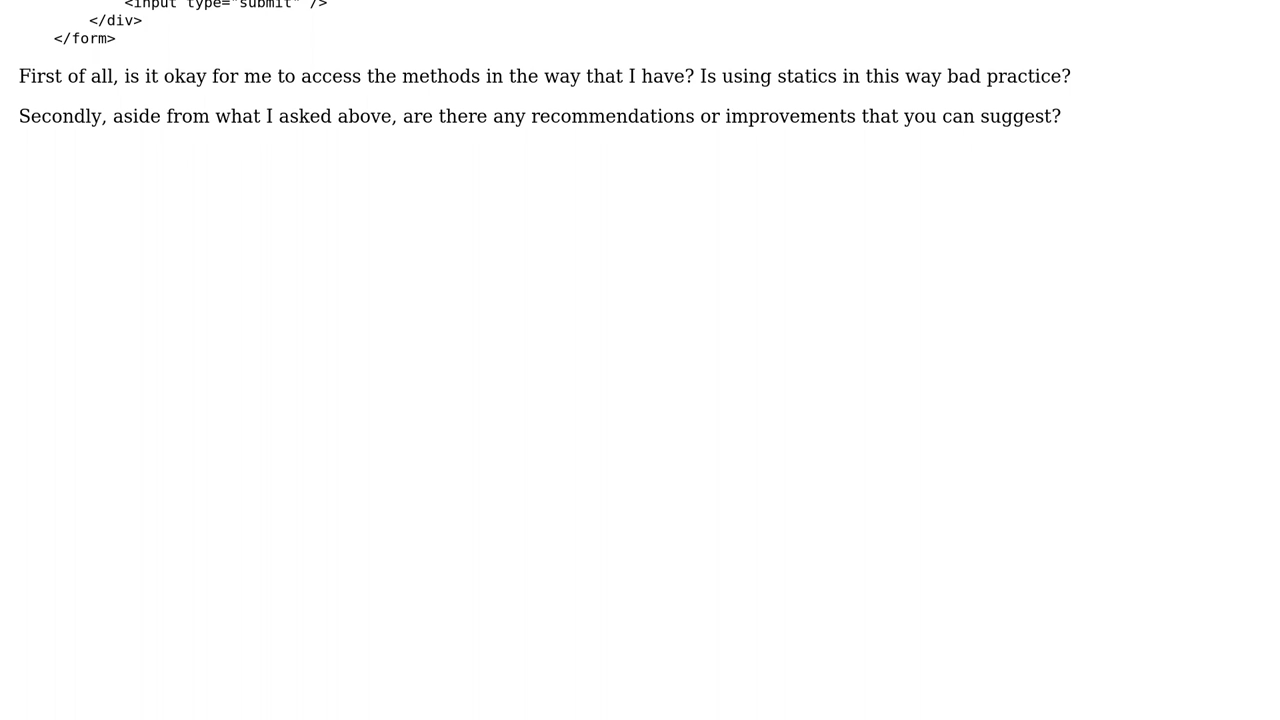 <input type="submit" />
</div>
</form>
First of all, is it okay for me to access the methods in the way that I have? Is using statics in this way bad practice?
Secondly, aside from what I asked above, are there any recommendations or improvements that you can suggest?